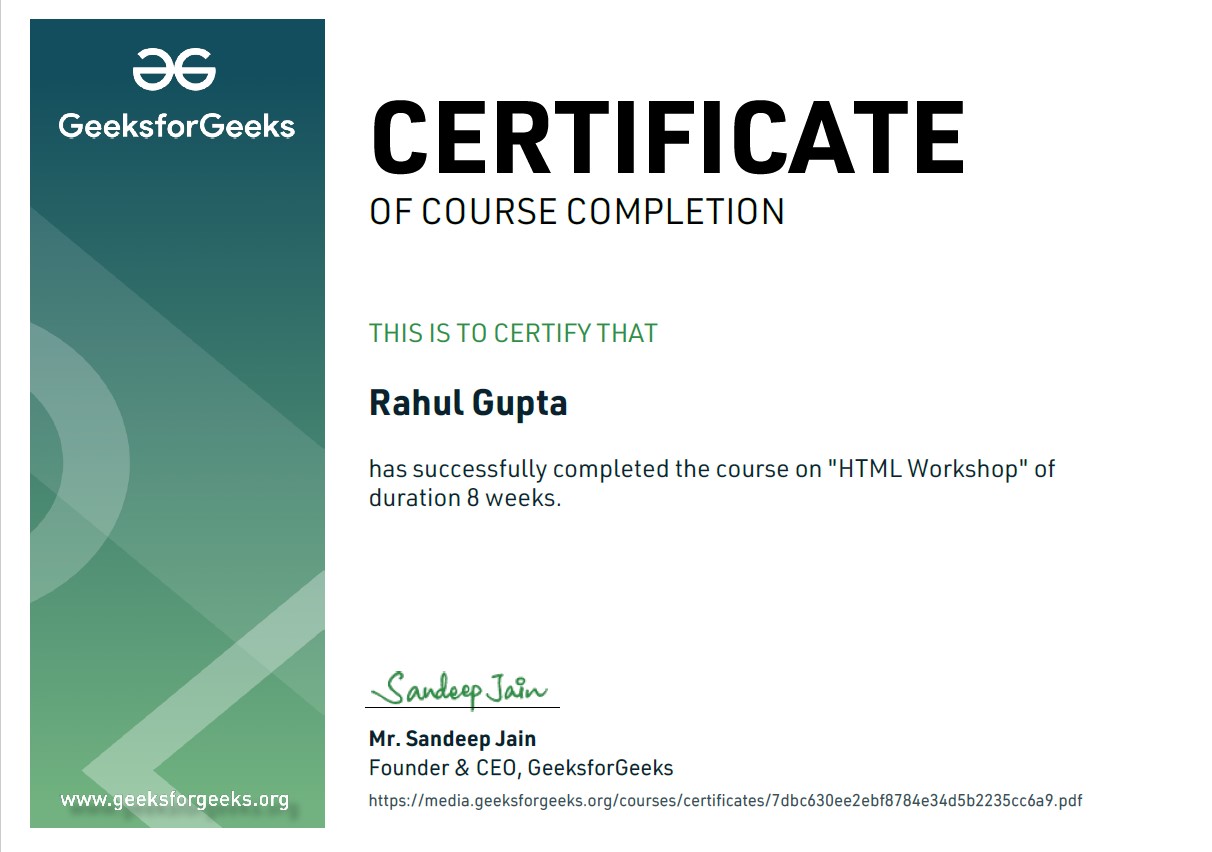 GeeksforGeeks
CERTIFICATE
OF COURSE COMPLETION
THIS IS TO CERTIFY THAT
Rahul Gupta
has successfully completed the course on "HTML Workshop" of
duration 8 weeks.
Sandeep Jain
Mr. Sandeep Jain
Founder & CEO, GeeksforGeeks
www.geeksforgeeks.org
https://media.geeksforgeeks.org/courses/certificates/7dbc630ee2ebf8784e34d5b2235cc6a9.pdf